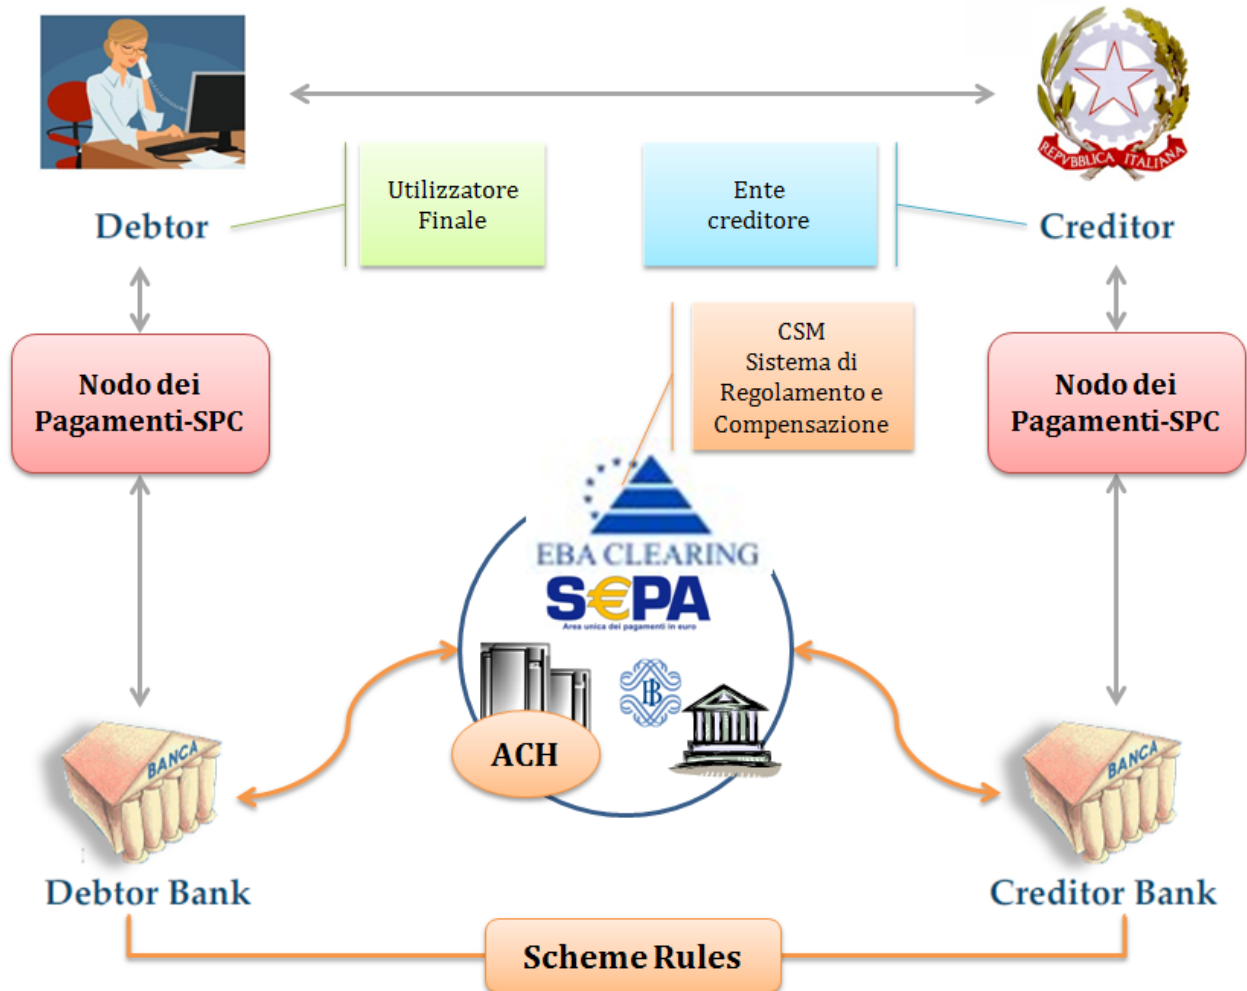 REPVBBLICA ITALIANA
Utilizzatore
Finale
Ente
creditore
Debtor
Creditor
CSM
Sistema di
Regolamento e
Compensazione
Nodo dei
Pagamenti-SPC
Nodo dei
Pagamenti-SPC
EBA CLEARING
S€PA
Area unica dei pagamenti in euro
BI
ACH
BANCA
BANCA
Debtor Bank
Creditor Bank
Scheme Rules